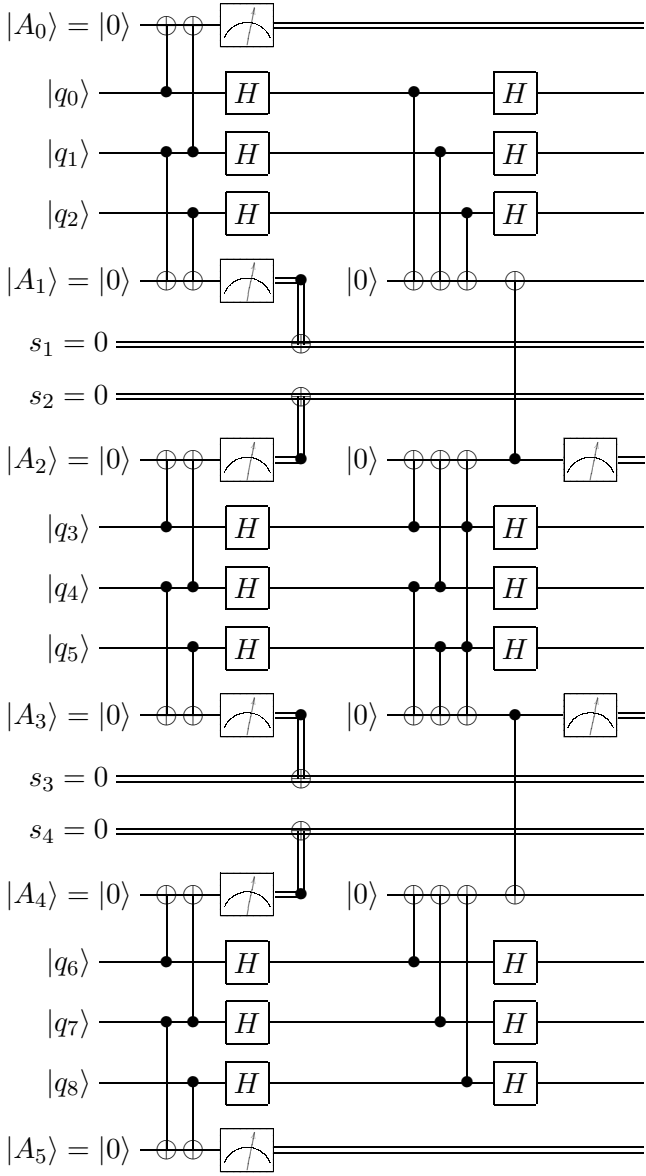 |A₀⟩ = |0⟩
|q₀⟩ H H
|q₁⟩ H H
|q₂⟩ H H
|A₁⟩ = |0⟩ |0⟩
s₁ = 0
s₂ = 0
|A₂⟩ = |0⟩ |0⟩
|q₃⟩ H H
|q₄⟩ H H
|q₅⟩ H H
|A₃⟩ = |0⟩ |0⟩
s₃ = 0
s₄ = 0
|A₄⟩ = |0⟩ |0⟩
|q₆⟩ H H
|q₇⟩ H H
|q₈⟩ H H
|A₅⟩ = |0⟩